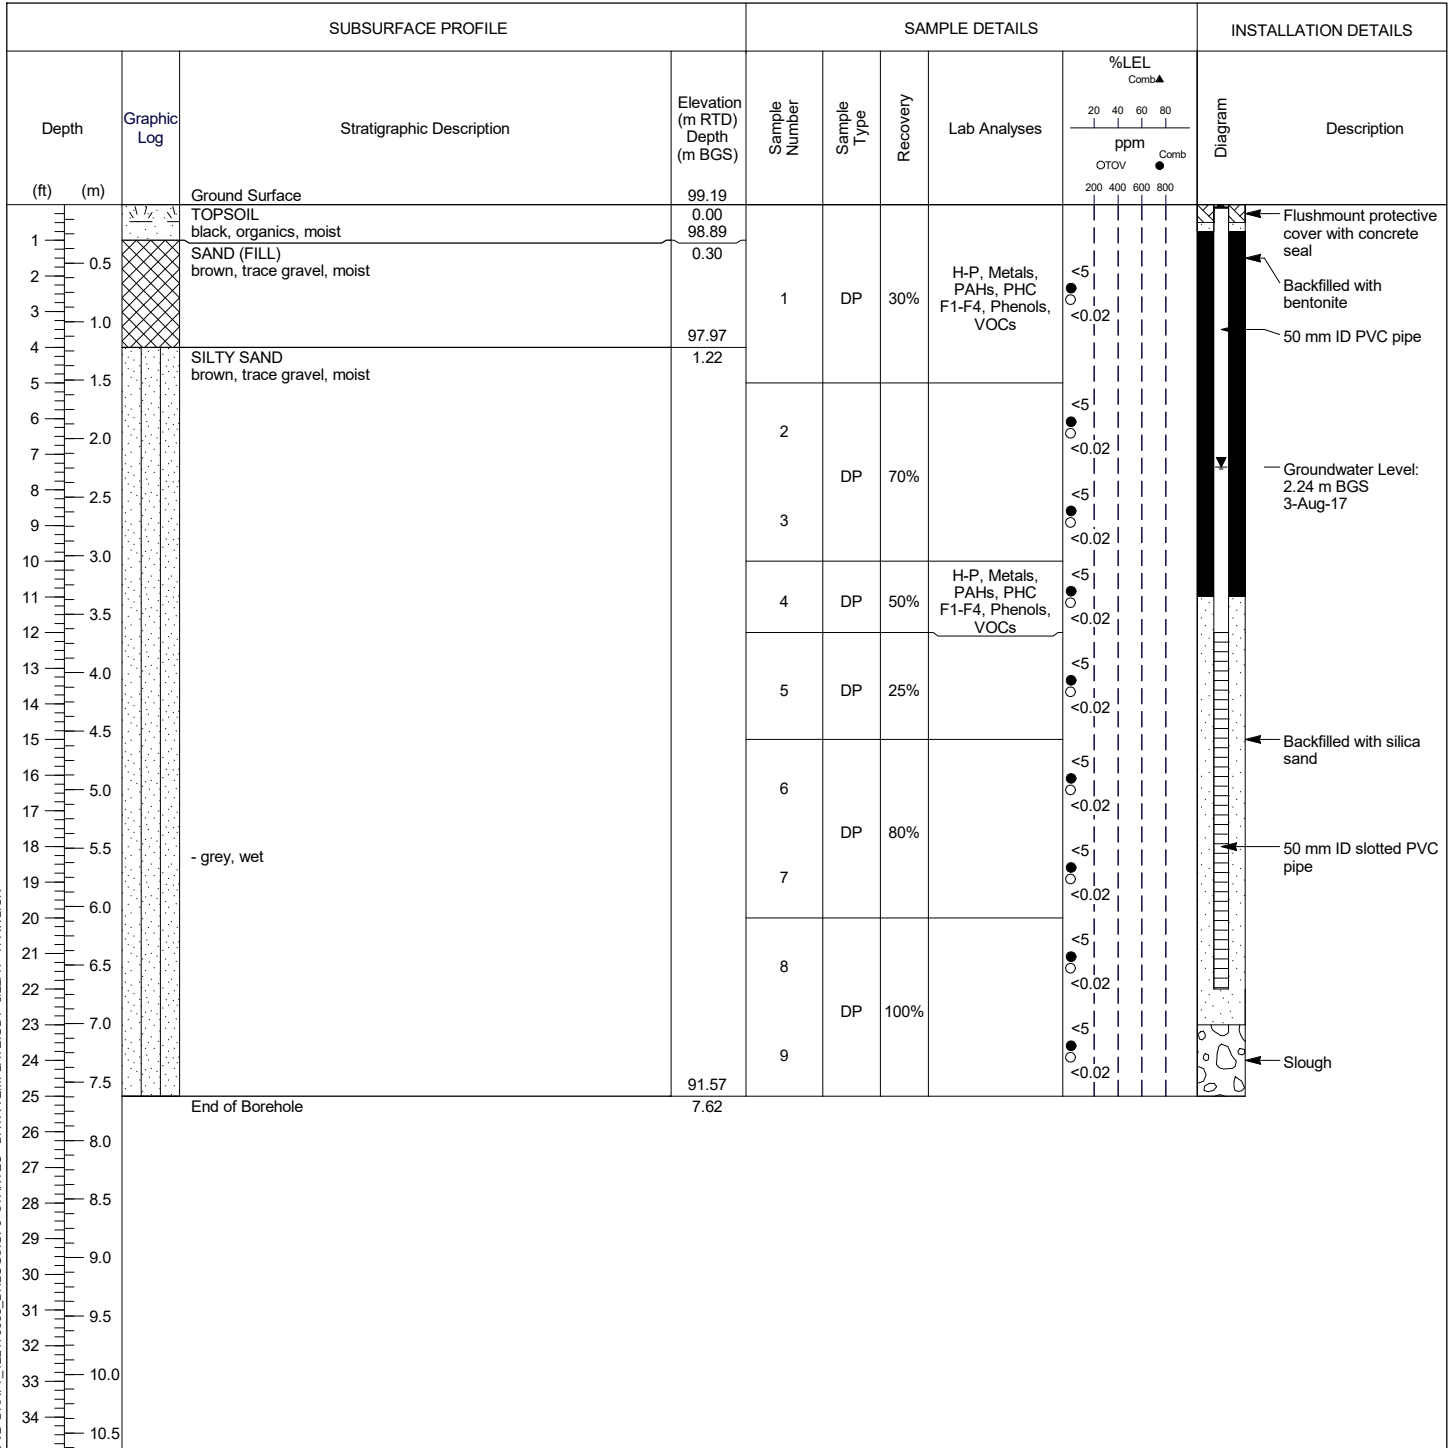 SUBSURFACE PROFILE
SAMPLE DETAILS
INSTALLATION DETAILS
Depth
(ft)
(m)
Graphic
Log
Stratigraphic Description
Elevation
(m RTD)
Depth
(m BGS)
Sample
Number
Sample
Type
Recovery
Lab Analyses
%LEL
Comb▲
20 40 60 80
ppm
○TOV
● Comb
200 400 600 800
Diagram
Description
Ground Surface
99.19
TOPSOIL
0.00
black, organics, moist
98.89
SAND (FILL)
0.30
brown, trace gravel, moist
97.97
SILTY SAND
1.22
brown, trace gravel, moist
- grey, wet
91.57
End of Borehole
7.62
1
2
3
4
5
6
7
8
9
10
11
12
13
14
15
16
17
18
19
20
21
22
23
24
25
26
27
28
29
30
31
32
33
34
0.5
1.0
1.5
2.0
2.5
3.0
3.5
4.0
4.5
5.0
5.5
6.0
6.5
7.0
7.5
8.0
8.5
9.0
9.5
10.0
10.5
1
DP
30%
H-P, Metals,
PAHs, PHC
F1-F4, Phenols,
VOCs
<5
<0.02
2
<5
<0.02
DP
70%
3
<5
<0.02
4
DP
50%
H-P, Metals,
PAHs, PHC
F1-F4, Phenols,
VOCs
<5
<0.02
5
DP
25%
<5
<0.02
6
<5
<0.02
DP
80%
7
<5
<0.02
8
<5
<0.02
DP
100%
9
<5
<0.02
Flushmount protective
cover with concrete
seal
Backfilled with
bentonite
50 mm ID PVC pipe
Groundwater Level:
2.24 m BGS
3-Aug-17
Backfilled with silica
sand
50 mm ID slotted PVC
pipe
Slough